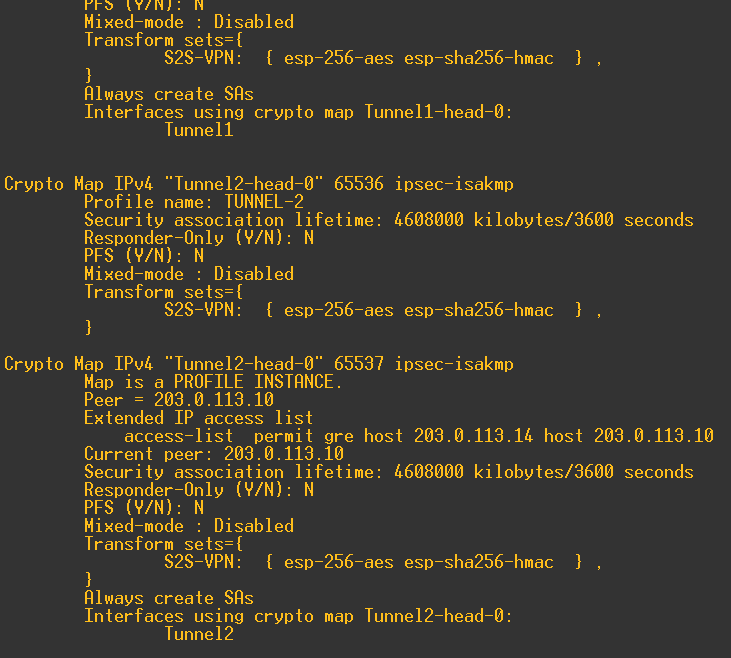 PFS (Y/N): N
Mixed-mode : Disabled
Transform sets={
S2S-VPN:  { esp-256-aes esp-sha256-hmac  } ,
}
Always create SAs
Interfaces using crypto map Tunnel1-head-0:
Tunnel1
Crypto Map IPv4 "Tunnel2-head-0" 65536 ipsec-isakmp
Profile name: TUNNEL-2
Security association lifetime: 4608000 kilobytes/3600 seconds
Responder-Only (Y/N): N
PFS (Y/N): N
Mixed-mode : Disabled
Transform sets={
S2S-VPN:  { esp-256-aes esp-sha256-hmac  } ,
}
Crypto Map IPv4 "Tunnel2-head-0" 65537 ipsec-isakmp
Map is a PROFILE INSTANCE.
Peer = 203.0.113.10
Extended IP access list
access-list  permit gre host 203.0.113.14 host 203.0.113.10
Current peer: 203.0.113.10
Security association lifetime: 4608000 kilobytes/3600 seconds
Responder-Only (Y/N): N
PFS (Y/N): N
Mixed-mode : Disabled
Transform sets={
S2S-VPN:  { esp-256-aes esp-sha256-hmac  } ,
}
Always create SAs
Interfaces using crypto map Tunnel2-head-0:
Tunnel2